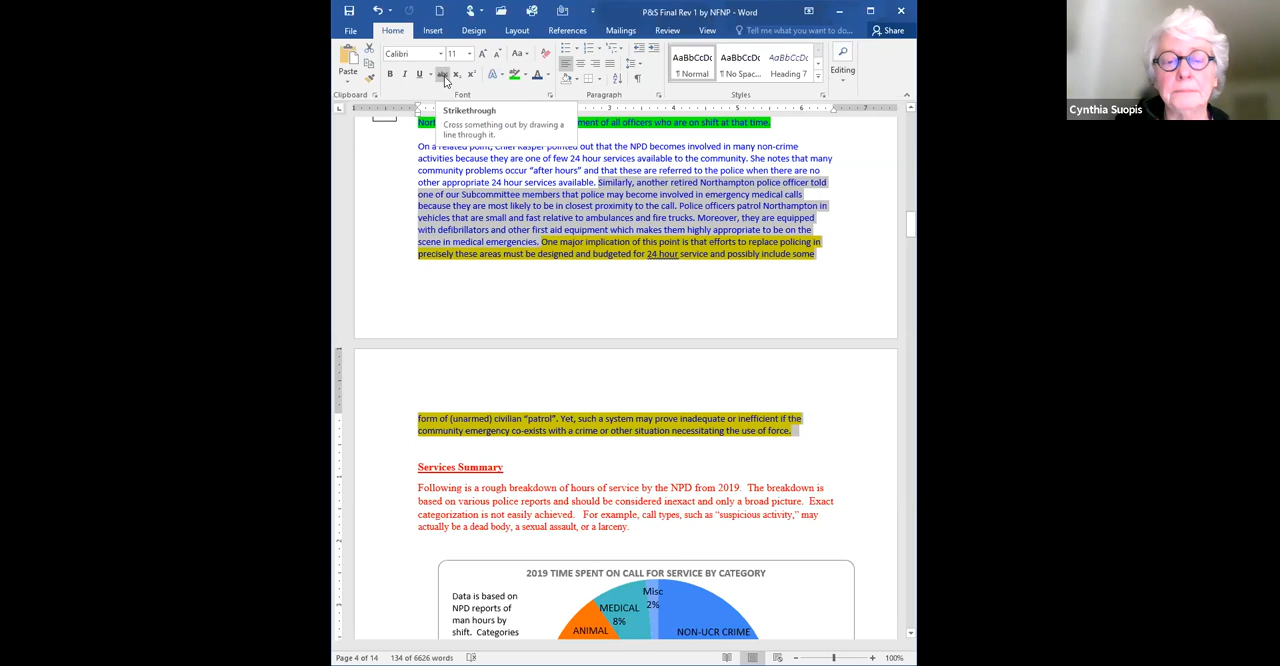 P&S Final Rev 1 by NFNP - Word
File Home Insert Design Layout References Mailings Review View Tell me what you want to do... Share
Calibri 11 Aa
Paste
B I U abc X₂ X² A A
AaBbCcDc AaBbCcDc AaBbCcDc
¶ Normal ¶ No Spac... Heading 7
Editing
Clipboard Font Paragraph Styles
Strikethrough
Cross something out by drawing a line through it.
ment of all officers who are on shift at that time.
On a related point, Chief Kasper pointed out that the NPD becomes involved in many non-crime
activities because they are one of few 24 hour services available to the community. She notes that many
community problems occur “after hours” and that these are referred to the police when there are no
other appropriate 24 hour services available. Similarly, another retired Northampton police officer told
one of our Subcommittee members that police may become involved in emergency medical calls
because they are most likely to be in closest proximity to the call. Police officers patrol Northampton in
vehicles that are small and fast relative to ambulances and fire trucks. Moreover, they are equipped
with defibrillators and other first aid equipment which makes them highly appropriate to be on the
scene in medical emergencies. One major implication of this point is that efforts to replace policing in
precisely these areas must be designed and budgeted for 24 hour service and possibly include some
form of (unarmed) civilian “patrol”. Yet, such a system may prove inadequate or inefficient if the
community emergency co-exists with a crime or other situation necessitating the use of force.
Services Summary
Following is a rough breakdown of hours of service by the NPD from 2019. The breakdown is
based on various police reports and should be considered inexact and only a broad picture. Exact
categorization is not easily achieved. For example, call types, such as “suspicious activity,” may
actually be a dead body, a sexual assault, or a larceny.
2019 TIME SPENT ON CALL FOR SERVICE BY CATEGORY
Data is based on
NPD reports of
man hours by
shift. Categories
Misc
2%
MEDICAL
8%
ANIMAL
NON-UCR CRIME
Page 4 of 14 134 of 6626 words 100%
Cynthia Suopis